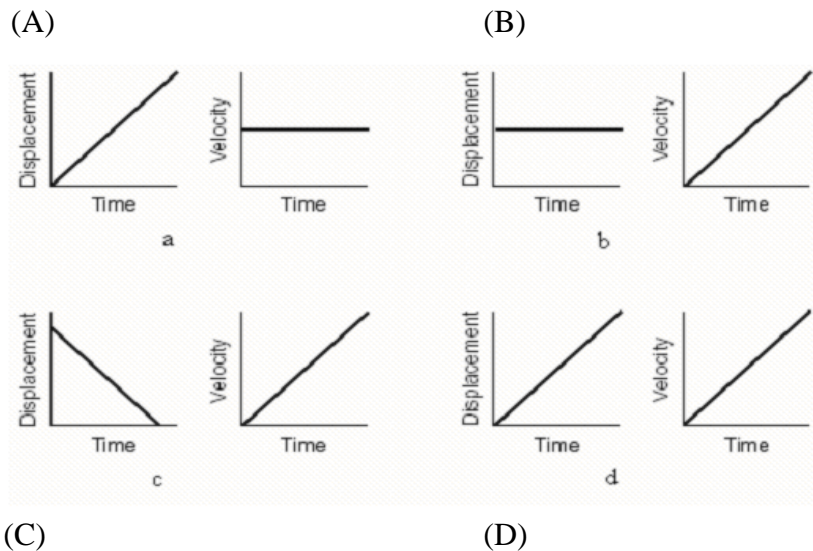 (A) (B)
Displacement Velocity Displacement Velocity
Time Time Time Time
a b
Displacement Velocity Displacement Velocity
Time Time Time Time
c d
(C) (D)